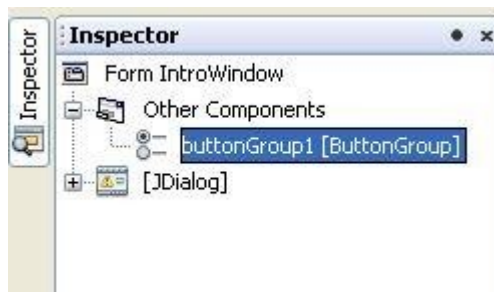 Inspector
Inspector
Form IntroWindow
Other Components
buttonGroup1 [ButtonGroup]
[JDialog]